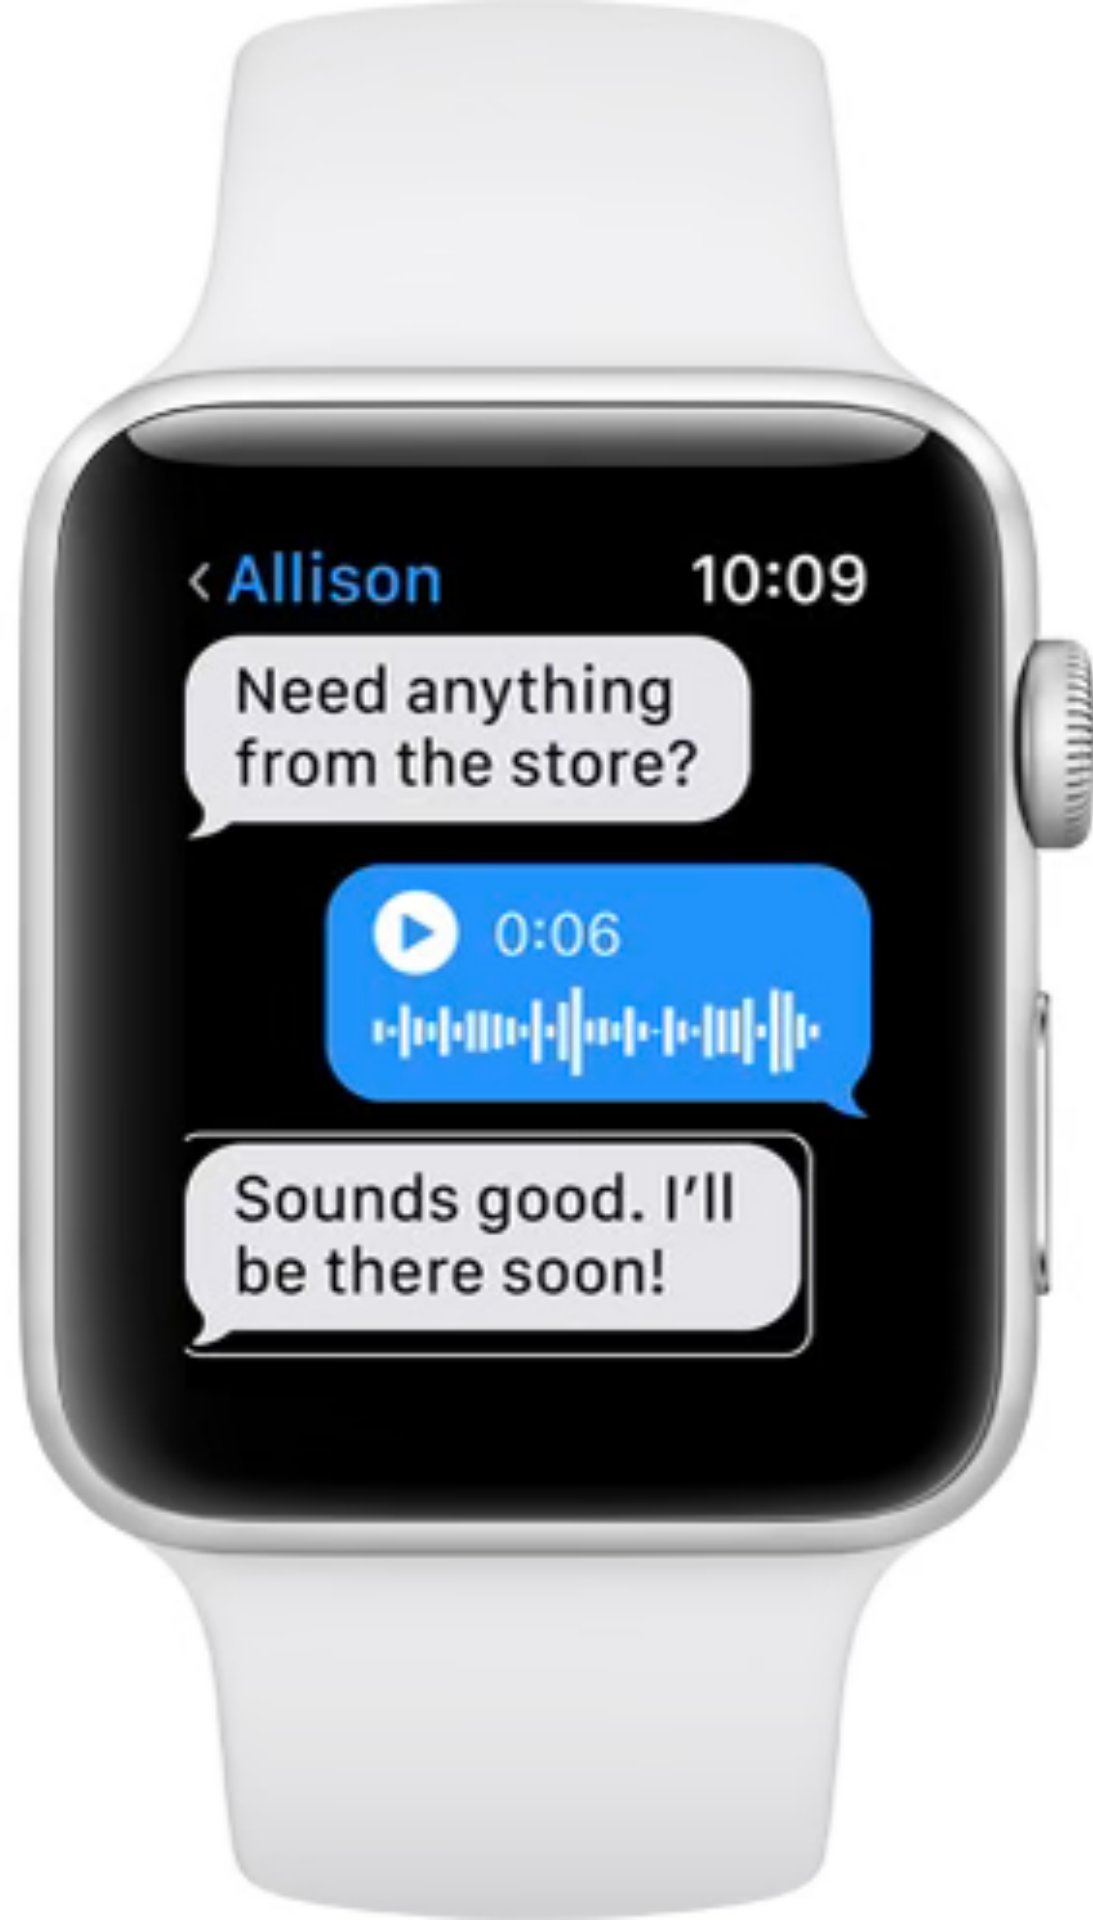 Allison
10:09
Need anything
from the store?
0:06
Sounds good. I’ll
be there soon!